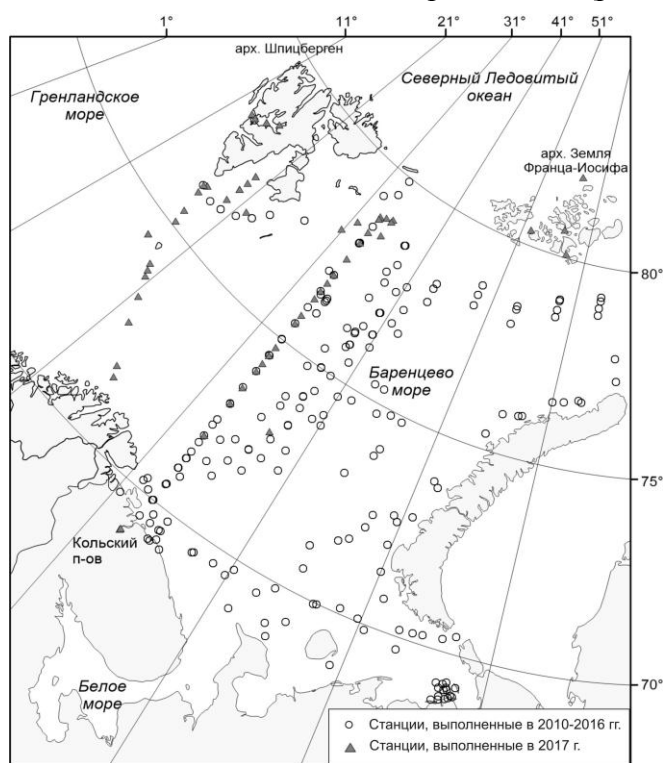 1° 11° 21° 31° 41° 51°
арх. Шпицберген
Северный Ледовитый
океан
Гренландское
море
арх. Земля
Франца-Иосифа
80°
Баренцево
море
75°
Кольский
п-ов
Белое
море
70°
Станции, выполненные в 2010-2016 гг.
Станции, выполненные в 2017 г.